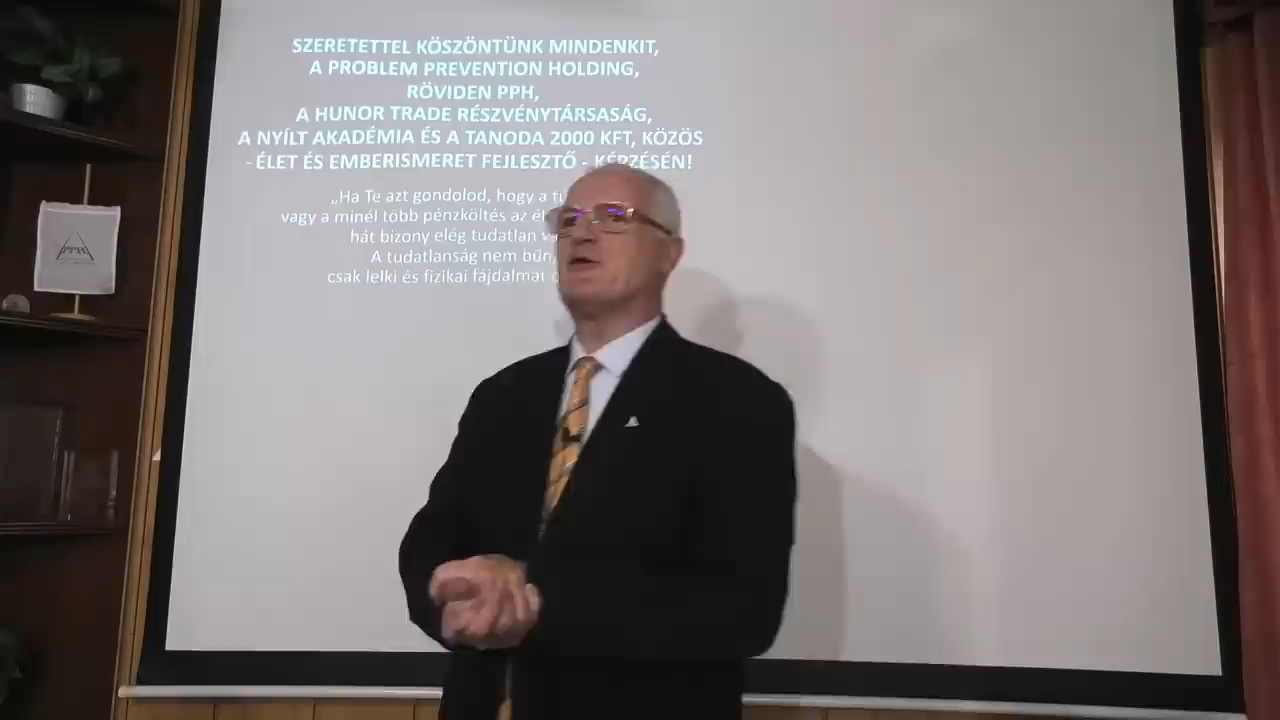 SZERETETTEL KÖSZÖNTÜNK MINDENKIT,
A PROBLEM PREVENTION HOLDING,
RÖVIDEN PPH,
A HUNOR TRADE RÉSZVÉNYTÁRSASÁG,
A NYÍLT AKADÉMIA ÉS A TANODA 2000 KFT, KÖZÖS
- ÉLET ÉS EMBERISMERET FEJLESZTŐ - KÉPZÉSÉN!
„Ha Te azt gondolod, hogy a
vagy a minél több pénzköltés az
hát bizony elég tudatlan
A tudatlanság nem bűn,
csak lelki és fizikai fájdalmat
PPH